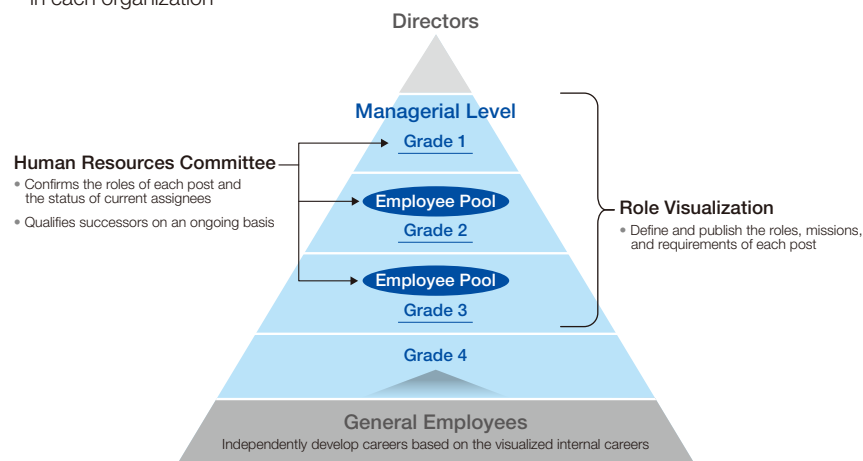 in each organization
Directors
Managerial Level
Grade 1
Human Resources Committee
• Confirms the roles of each post and
the status of current assignees
• Qualifies successors on an ongoing basis
Employee Pool
Grade 2
Role Visualization
• Define and publish the roles, missions,
and requirements of each post
Employee Pool
Grade 3
Grade 4
General Employees
Independently develop careers based on the visualized internal careers